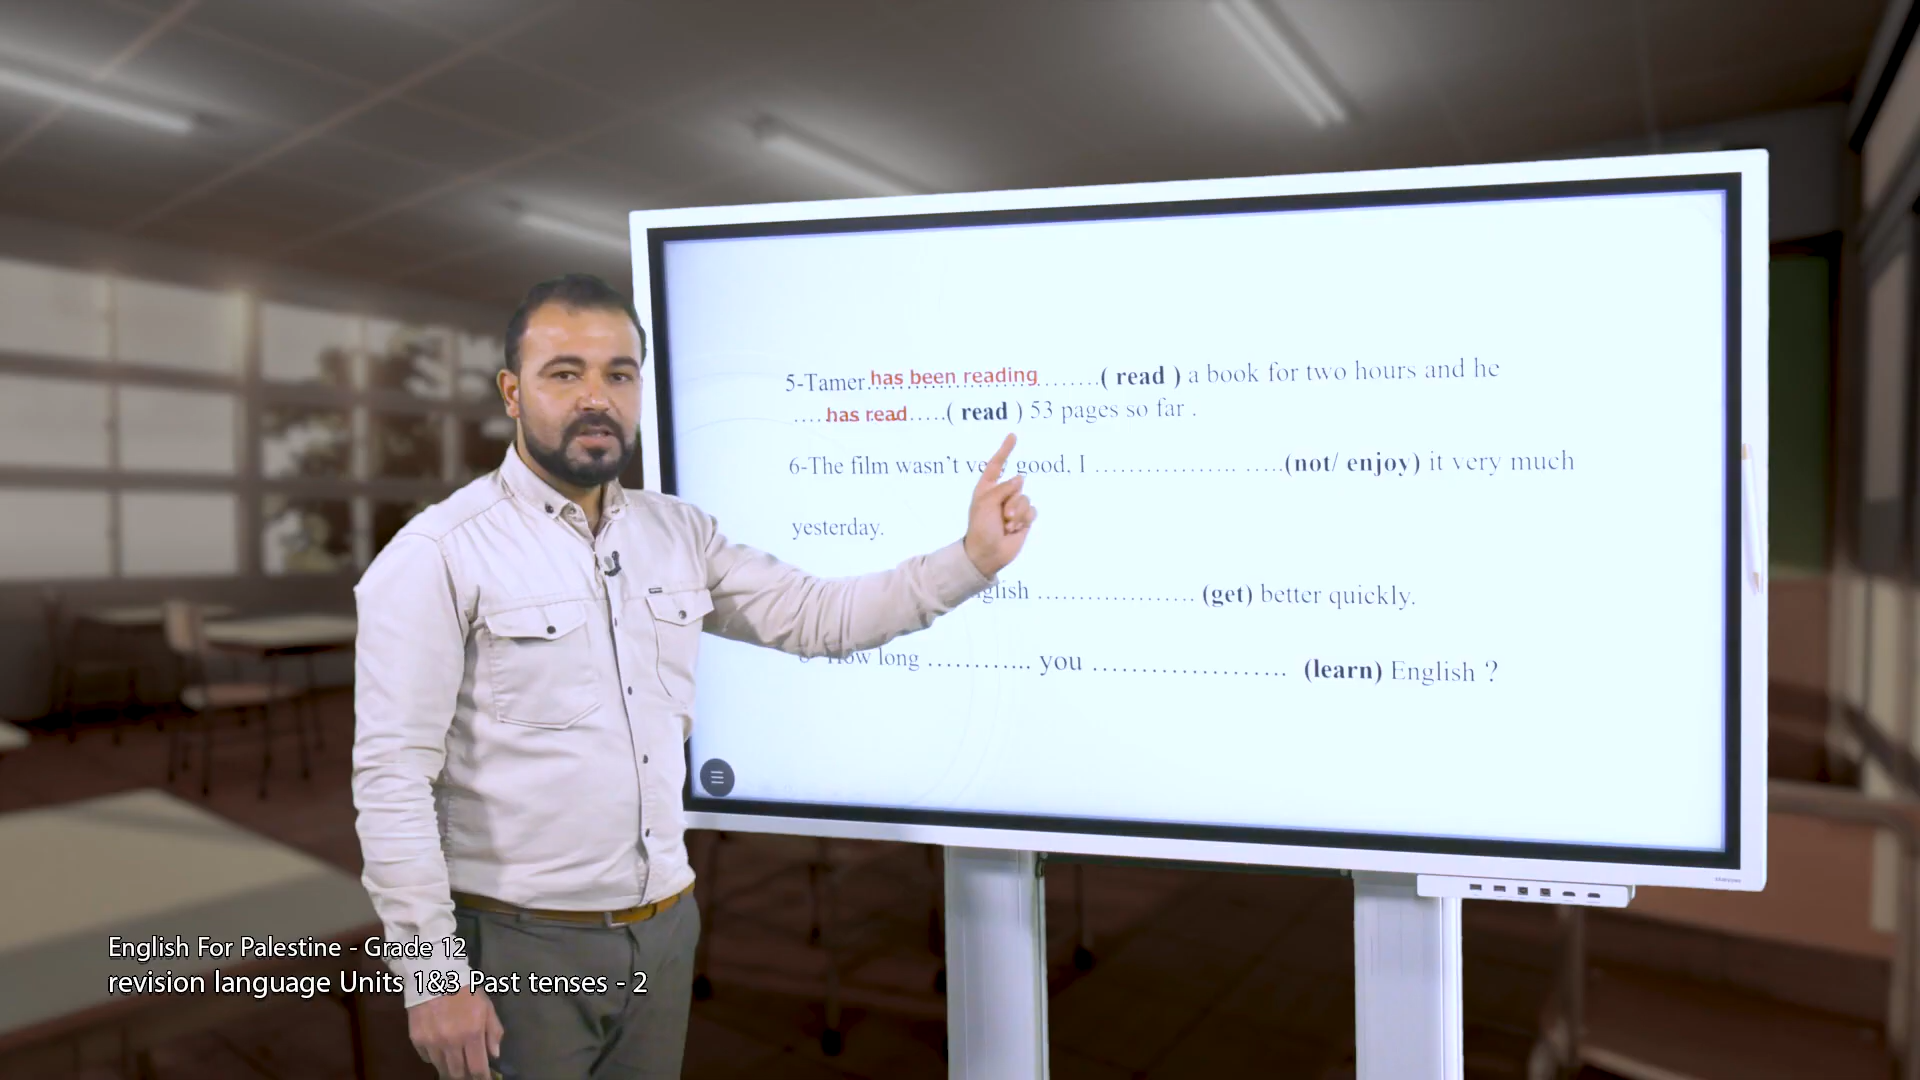 5-Tamer has been reading ........( read ) a book for two hours and he
....has read.....( read ) 53 pages so far .
6-The film wasn't good, I ...................... .....(not/ enjoy) it very much
yesterday.
..................... (get) better quickly.
How long ………... you ………………….. (learn) English ?
English For Palestine - Grade 12
revision language Units 1&3 Past tenses - 2